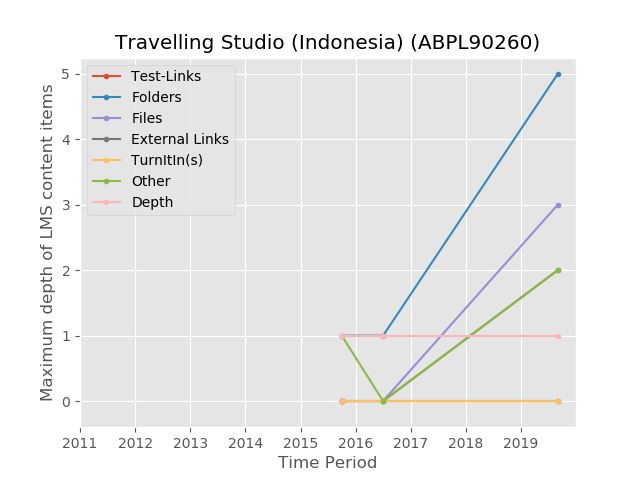 Travelling Studio (Indonesia) (ABPL90260)
Maximum depth of LMS content items
5
4
3
2
1
0
Test-Links
Folders
Files
External Links
TurnItIn(s)
Other
Depth
2011 2012 2013 2014 2015 2016 2017 2018 2019
Time Period